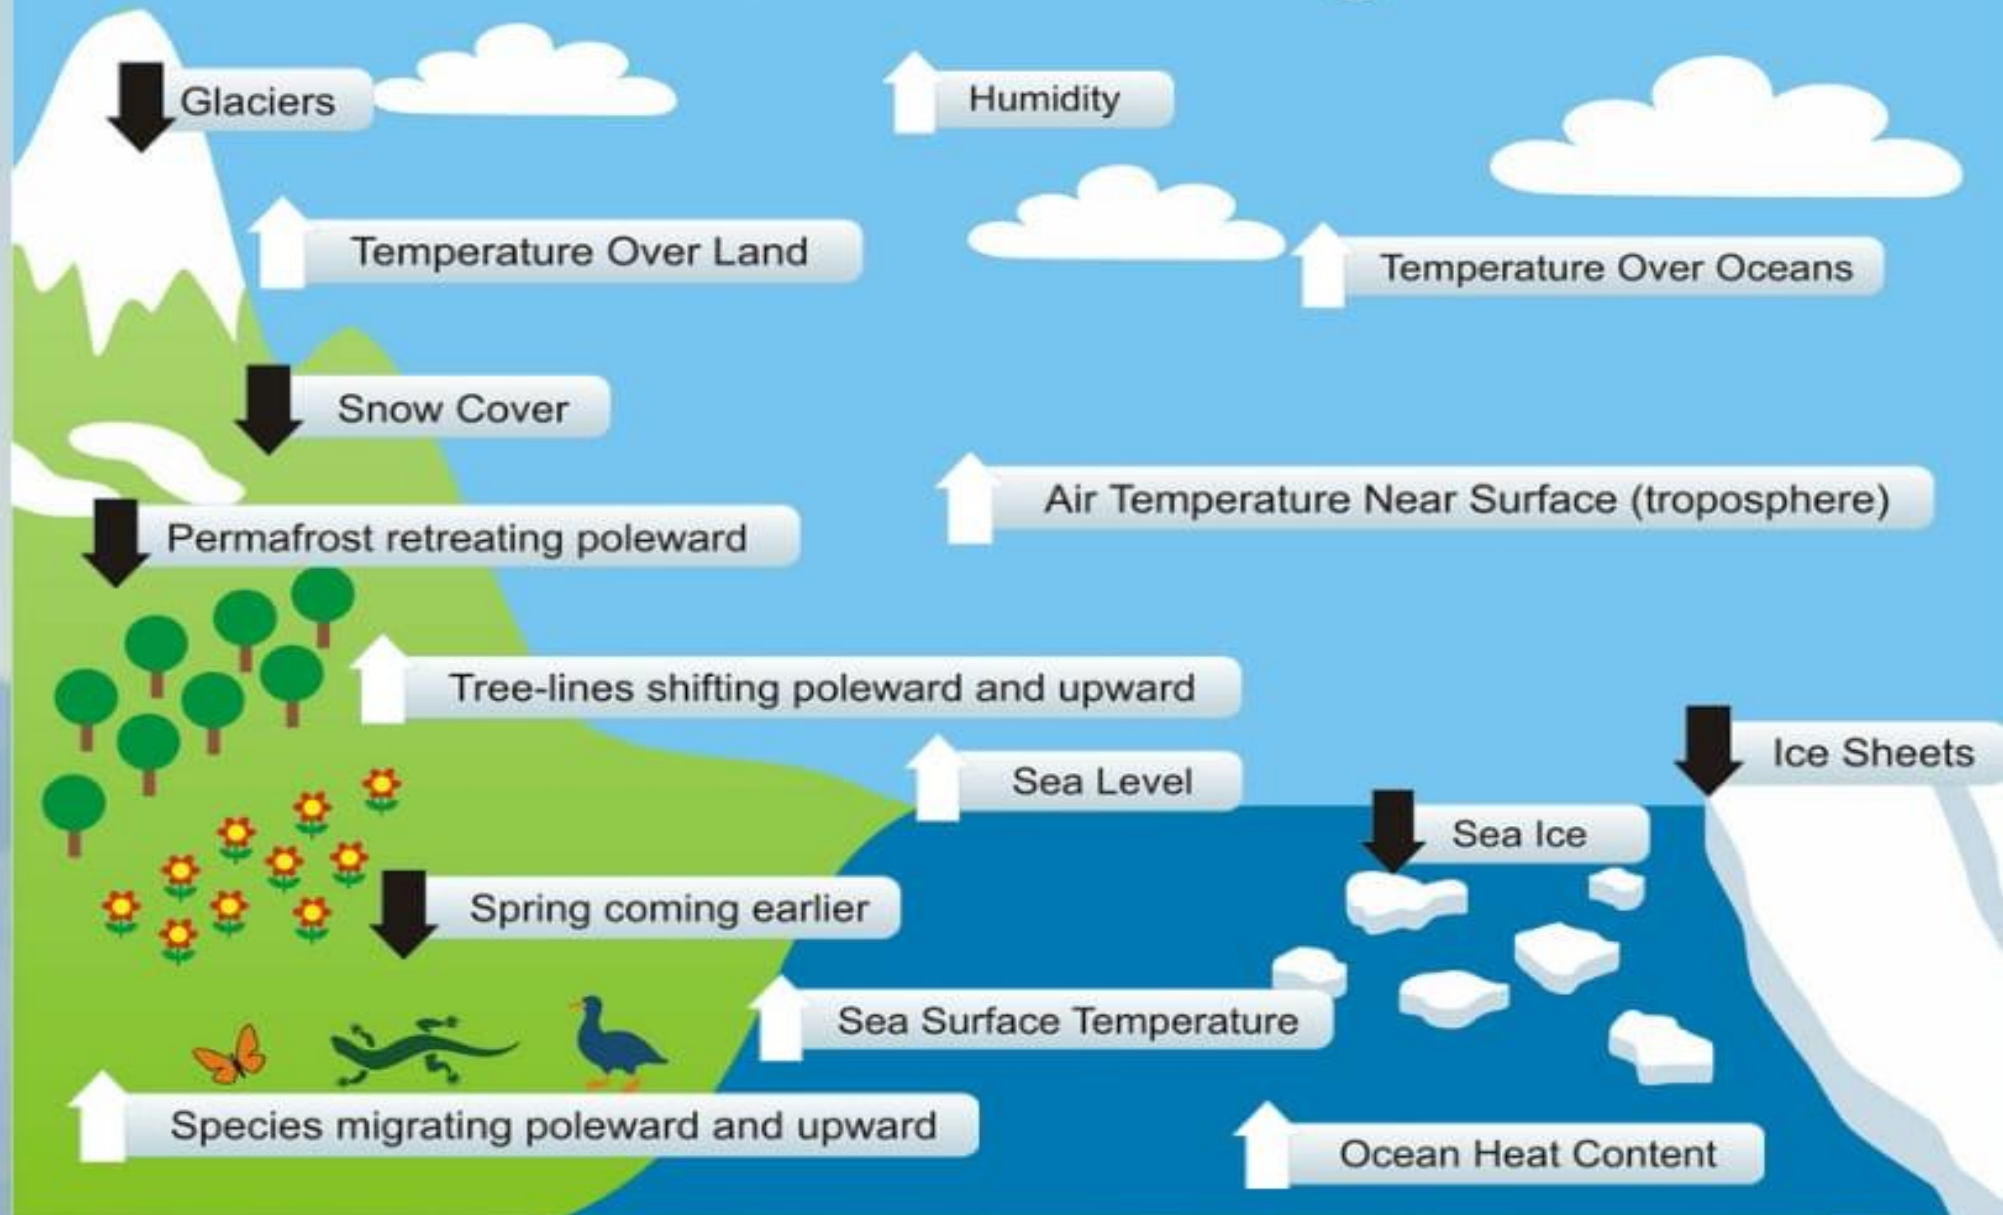 Glaciers
Humidity
Temperature Over Land
Temperature Over Oceans
Snow Cover
Air Temperature Near Surface (troposphere)
Permafrost retreating poleward
Tree-lines shifting poleward and upward
Ice Sheets
Sea Level
Sea Ice
Spring coming earlier
Sea Surface Temperature
Species migrating poleward and upward
Ocean Heat Content